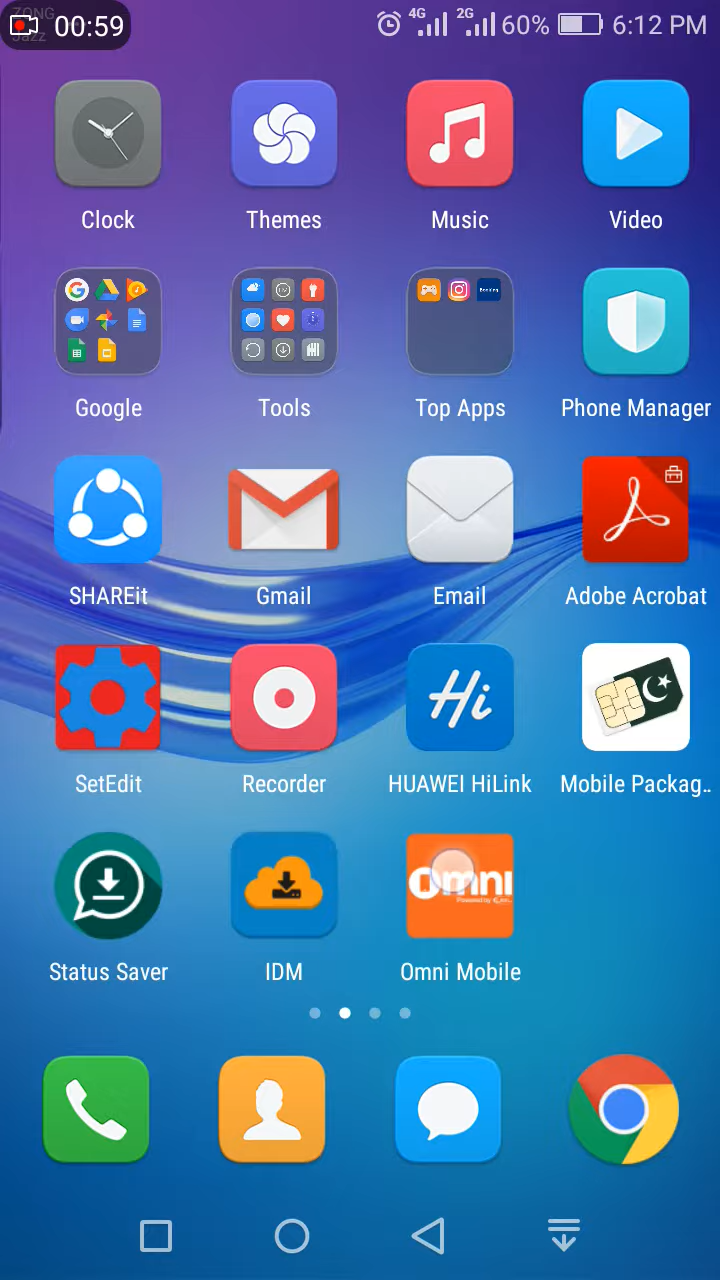 ZONG
Jazz
00:59
4G
2G
60%
6:12 PM
Clock
Themes
Music
Video
Google
Tools
Top Apps
Phone Manager
SHAREit
Gmail
Email
Adobe Acrobat
Hi
SetEdit
Recorder
HUAWEI HiLink
Mobile Packag..
Omni
Status Saver
IDM
Omni Mobile